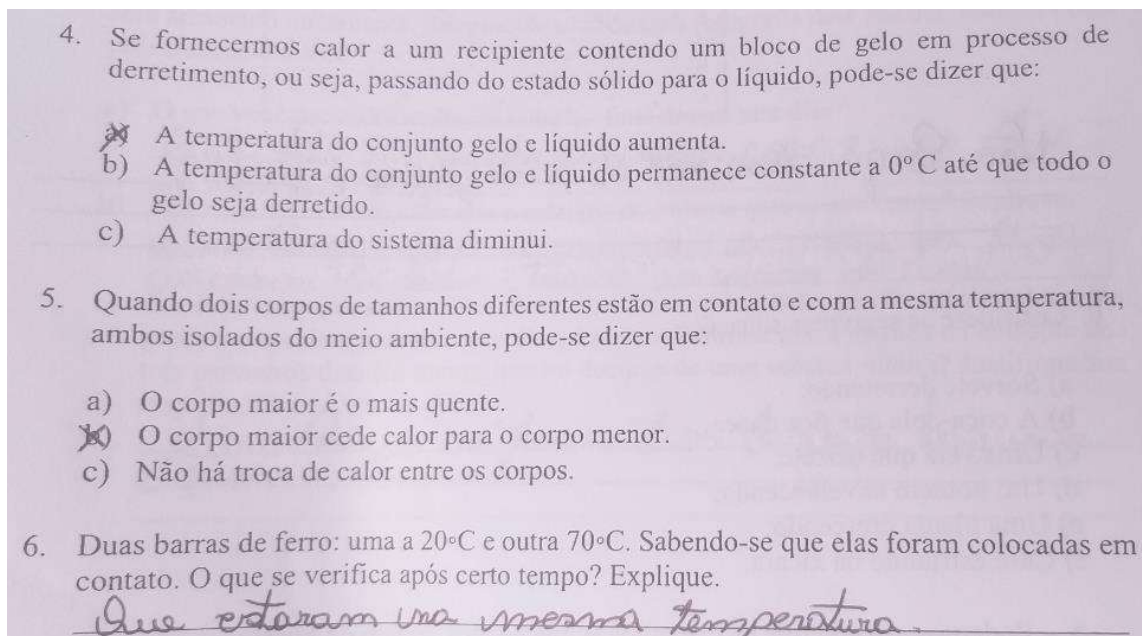 4. Se fornecermos calor a um recipiente contendo um bloco de gelo em processo de
derretimento, ou seja, passando do estado sólido para o líquido, pode-se dizer que:
a) A temperatura do conjunto gelo e líquido aumenta.
b) A temperatura do conjunto gelo e líquido permanece constante a 0°C até que todo o
gelo seja derretido.
c) A temperatura do sistema diminui.
5. Quando dois corpos de tamanhos diferentes estão em contato e com a mesma temperatura,
ambos isolados do meio ambiente, pode-se dizer que:
a) O corpo maior é o mais quente.
b) O corpo maior cede calor para o corpo menor.
c) Não há troca de calor entre os corpos.
6. Duas barras de ferro: uma a 20°C e outra 70°C. Sabendo-se que elas foram colocadas em
contato. O que se verifica após certo tempo? Explique.
Que estaram una mesma temperatura.